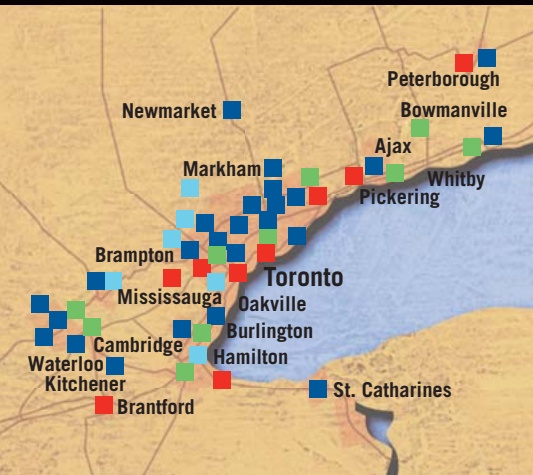 Peterborough
Bowmanville
Newmarket
Ajax
Markham
Whitby
Pickering
Brampton
Toronto
Mississauga
Oakville
Burlington
Cambridge
Hamilton
Waterloo
Kitchener
St. Catharines
Brantford